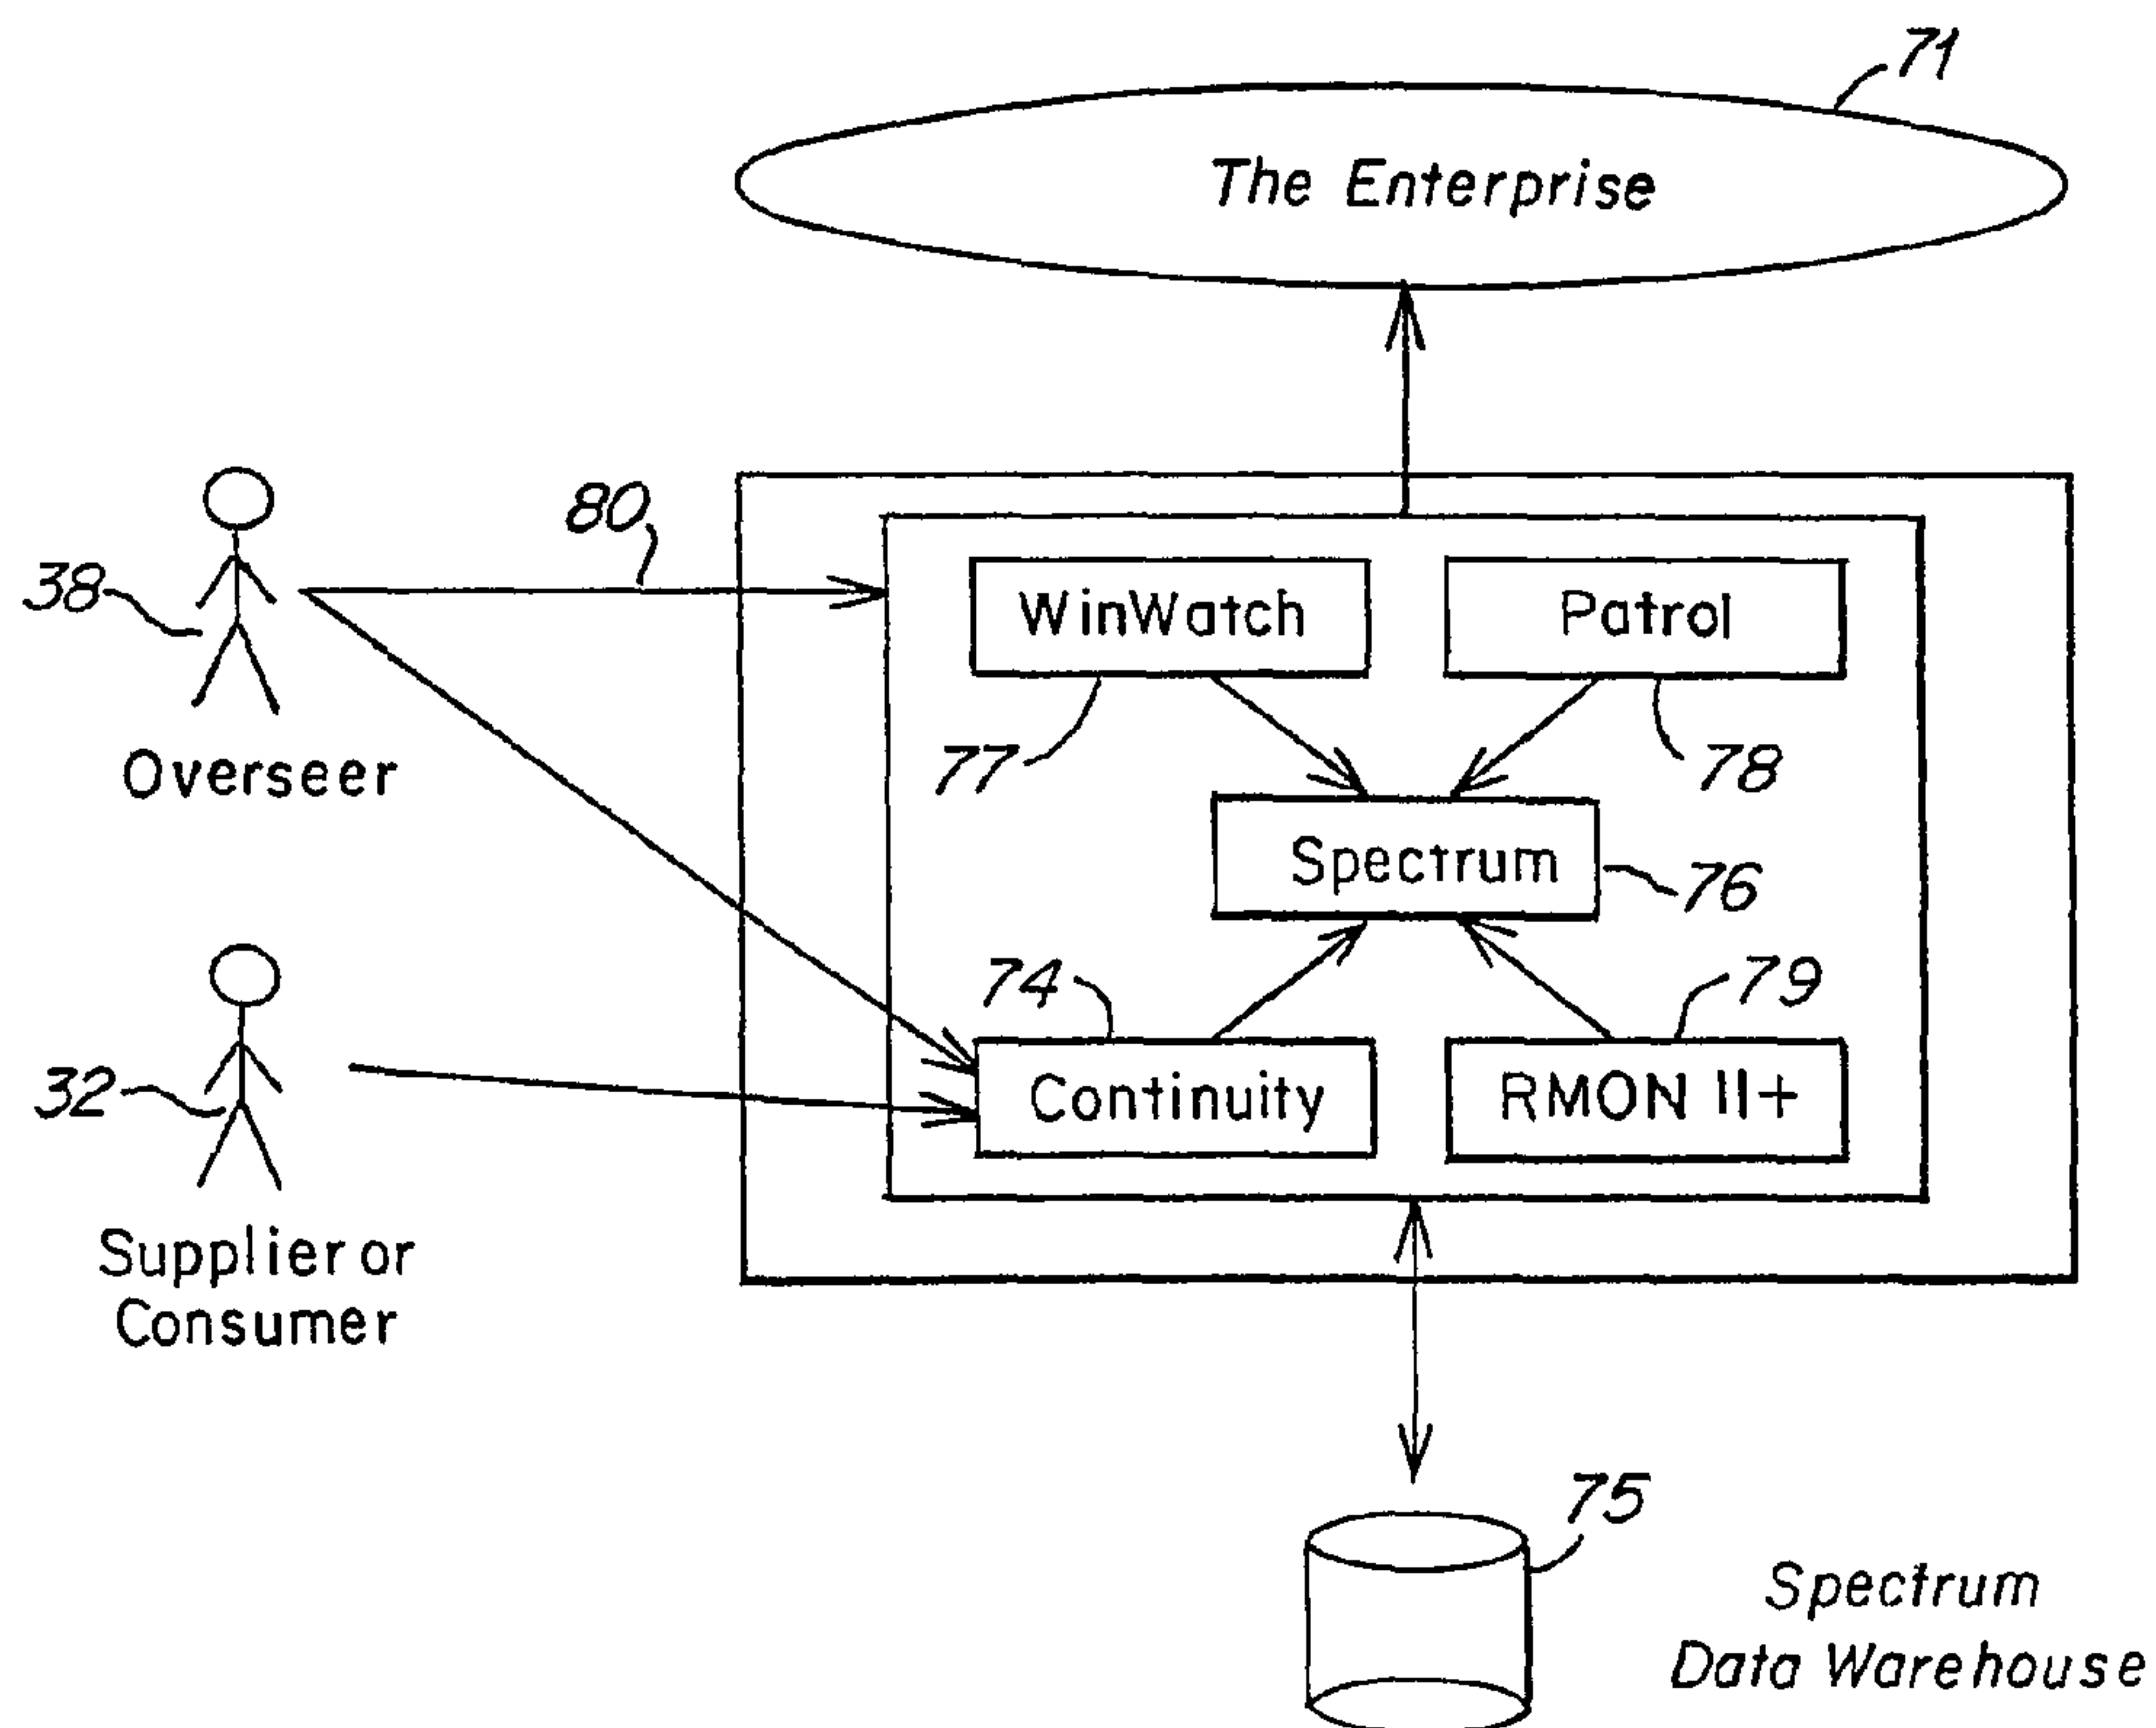 71
The Enterprise
80
38
WinWatch
Patrol
Overseer
77
78
Spectrum
76
74
79
32
Continuity
RMON II+
Supplier or
Consumer
75
Spectrum
Data Warehouse